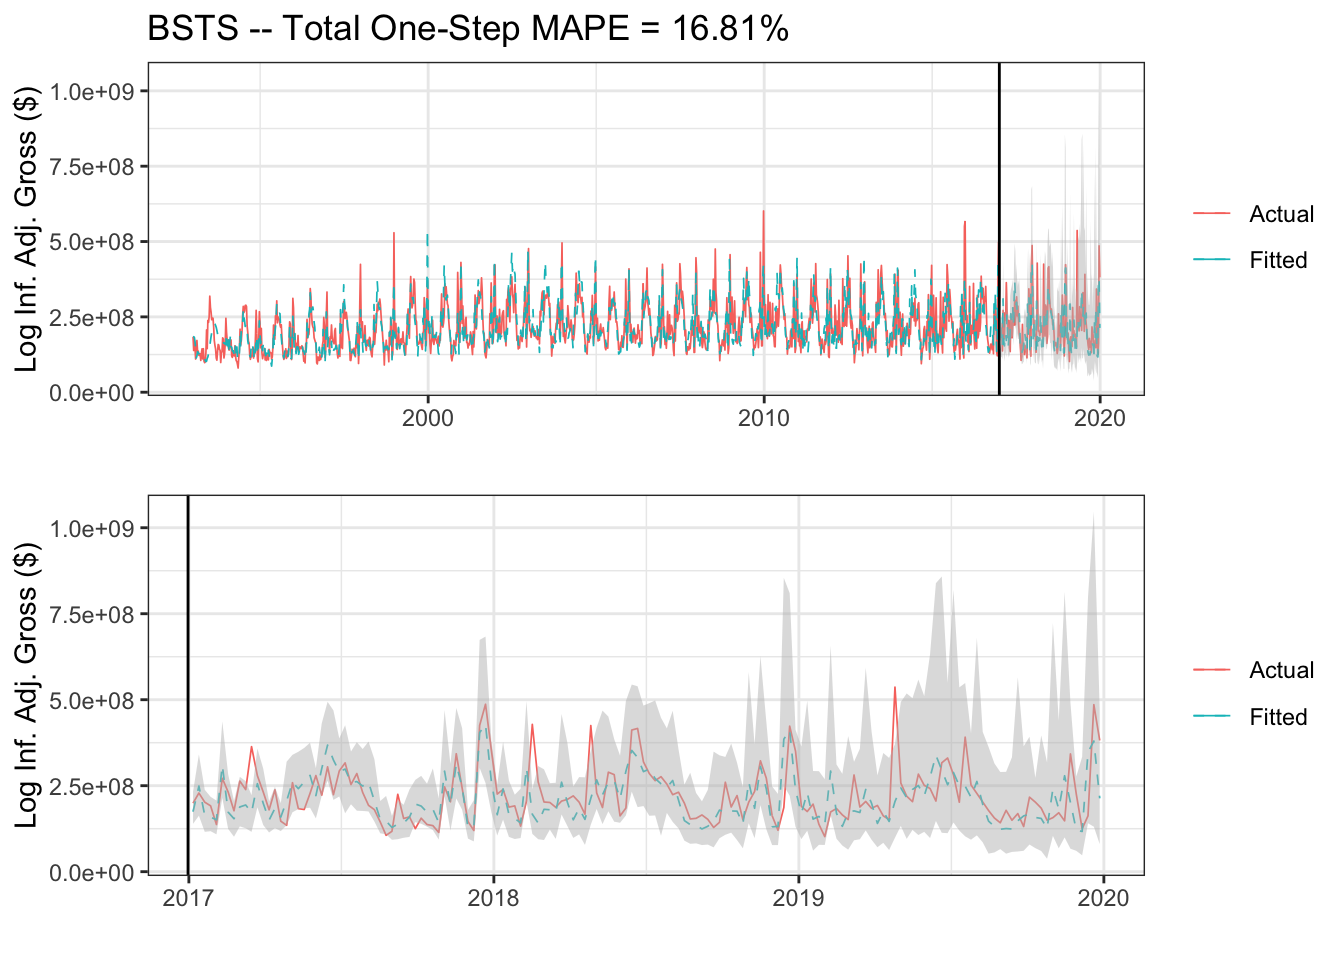 BSTS -- Total One-Step MAPE = 16.81%
Log Inf. Adj. Gross ($)
1.0e+09
7.5e+08
5.0e+08
2.5e+08
0.0e+00
2000
2010
2020
Actual
Fitted
Log Inf. Adj. Gross ($)
1.0e+09
7.5e+08
5.0e+08
2.5e+08
0.0e+00
2017
2018
2019
2020
Actual
Fitted